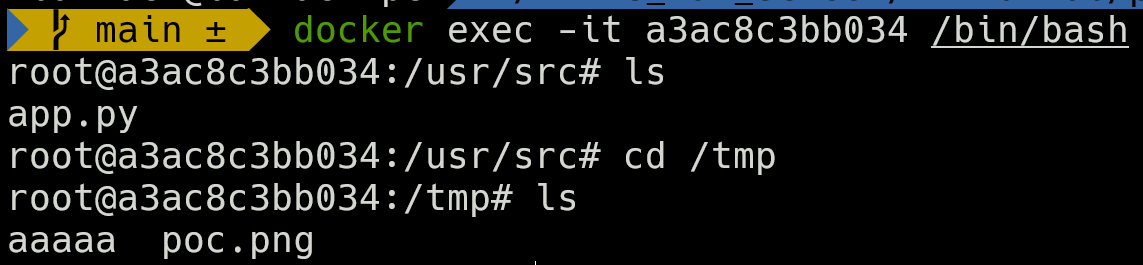 main ± docker exec -it a3ac8c3bb034 /bin/bash
root@a3ac8c3bb034:/usr/src# ls
app.py
root@a3ac8c3bb034:/usr/src# cd /tmp
root@a3ac8c3bb034:/tmp# ls
aaaaa  poc.png